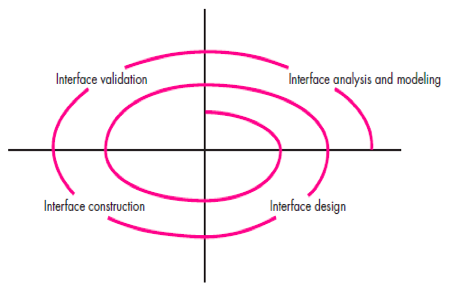 Interface validation
Interface analysis and modeling
Interface construction
Interface design